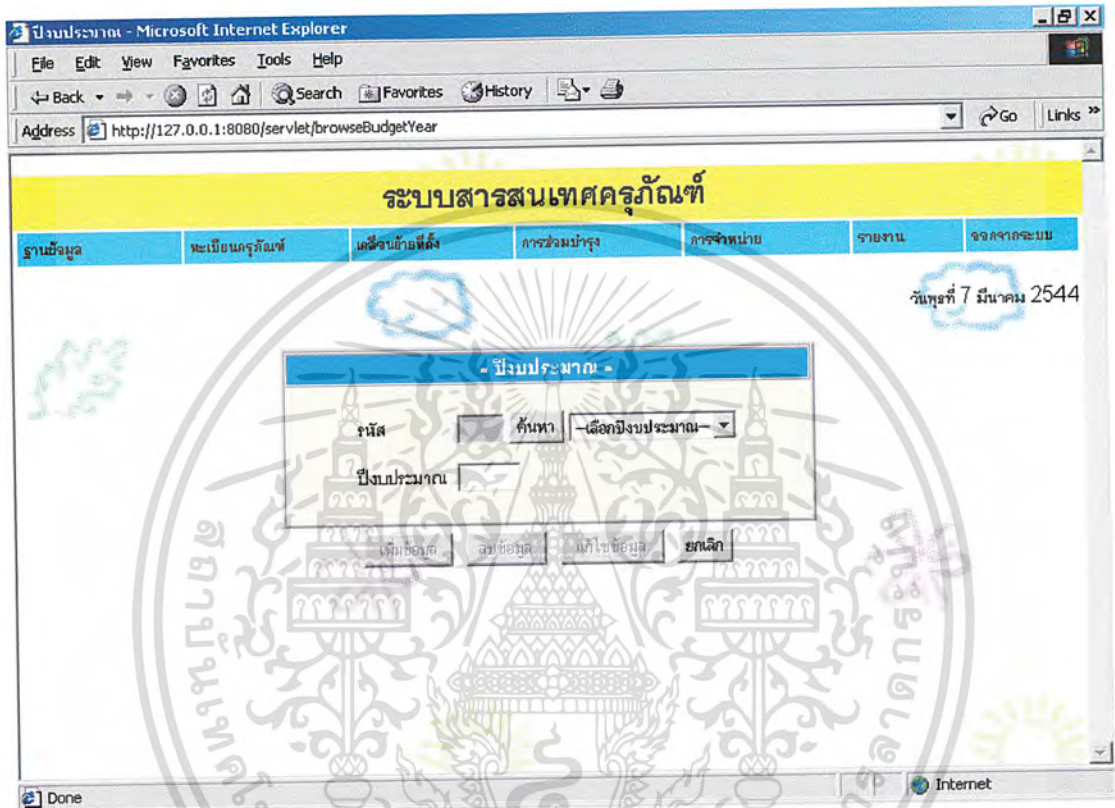 ปีงบประมาณ - Microsoft Internet Explorer
File Edit View Favorites Tools Help
Back Search Favorites History
Address http://127.0.0.1:8080/servlet/browseBudgetYear Go Links »
ระบบสารสนเทศครุภัณฑ์
ฐานข้อมูล ทะเบียนครุภัณฑ์ เคลื่อนย้ายที่ตั้ง การซ่อมบำรุง การจำหน่าย รายงาน ออกจากระบบ
วันพุธที่ 7 มีนาคม 2544
- ปีงบประมาณ -
รหัส ค้นหา --เลือกปีงบประมาณ--
ปีงบประมาณ
เพิ่มข้อมูล ลบข้อมูล แก้ไขข้อมูล ยกเลิก
Done Internet